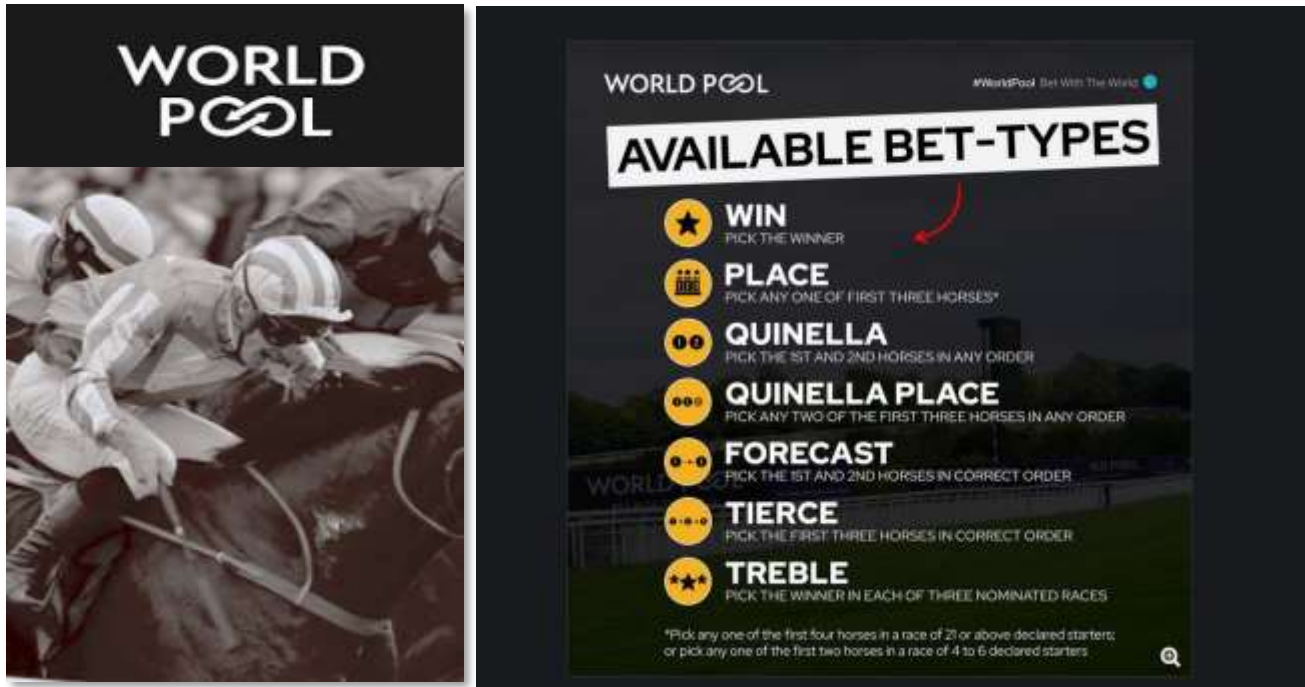 WORLD
POOL
WORLD POOL
#WorldPool Bet With The World
AVAILABLE BET-TYPES
WIN
PICK THE WINNER
PLACE
PICK ANY ONE OF FIRST THREE HORSES*
QUINELLA
PICK THE 1ST AND 2ND HORSES IN ANY ORDER
QUINELLA PLACE
PICK ANY TWO OF THE FIRST THREE HORSES IN ANY ORDER
FORECAST
PICK THE 1ST AND 2ND HORSES IN CORRECT ORDER
WORLD POOL
TIERCE
PICK THE FIRST THREE HORSES IN CORRECT ORDER
TREBLE
PICK THE WINNER IN EACH OF THREE NOMINATED RACES
*Pick any one of the first four horses in a race of 21 or above declared starters;
or pick any one of the first two horses in a race of 4 to 6 declared starters